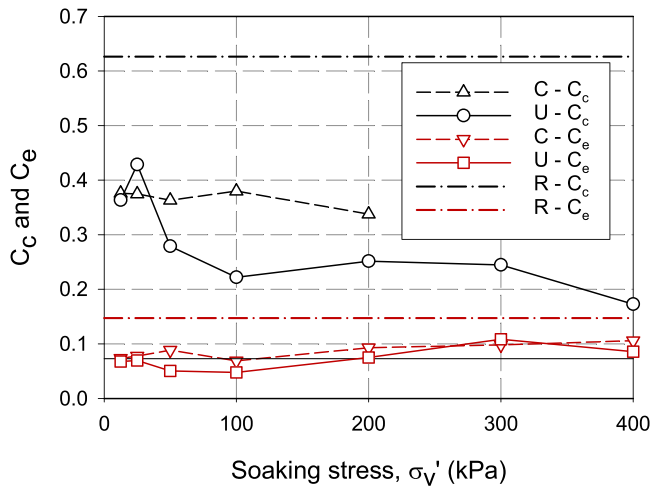 0.7
0.6
0.5
0.4
0.3
0.2
0.1
0.0
C_c and C_e
C - C_c
U - C_c
C - C_e
U - C_e
R - C_c
R - C_e
0 100 200 300 400
Soaking stress, σ_v' (kPa)